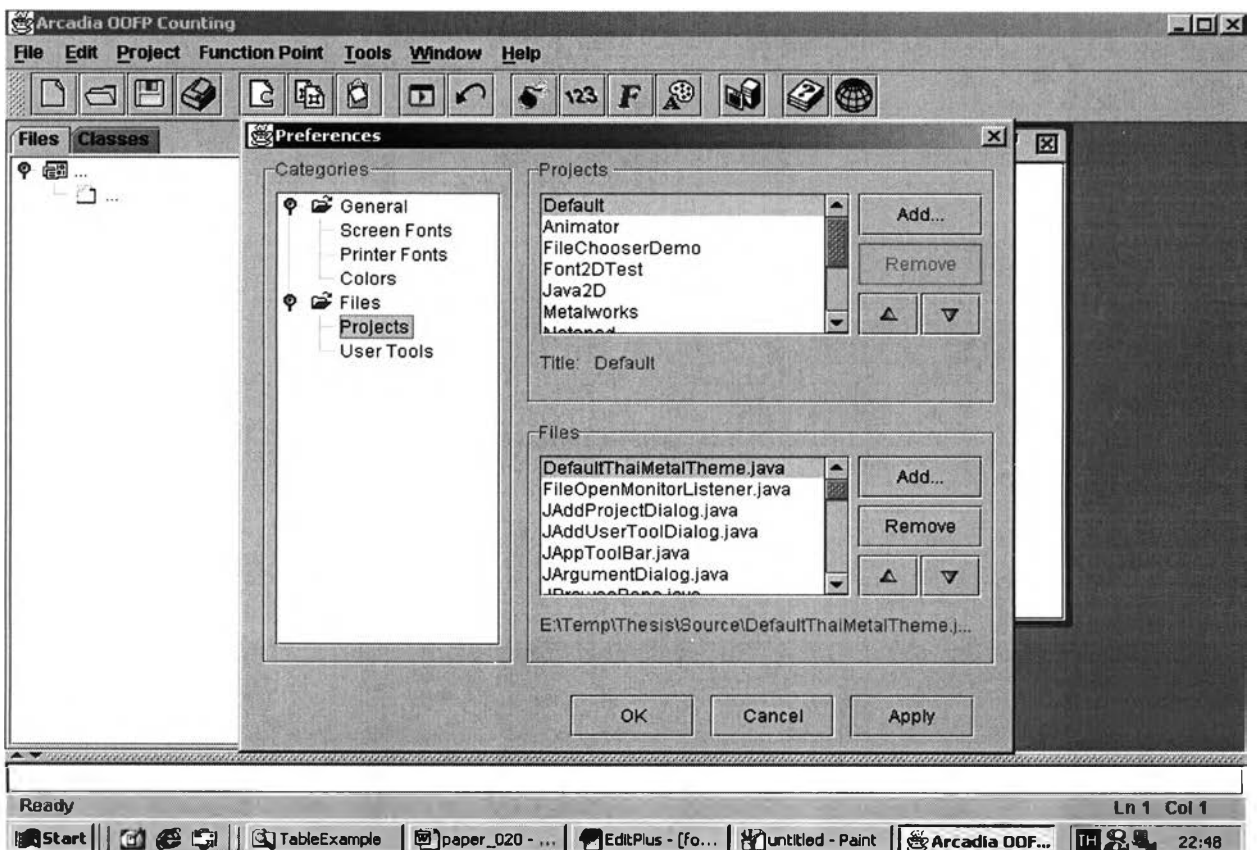 Arcadia OOFP Counting
File Edit Project Function Point Tools Window Help
123 F A
Files Classes
...
...
Preferences
Categories
General
Screen Fonts
Printer Fonts
Colors
Files
Projects
User Tools
Projects
Default
Animator
FileChooserDemo
Font2DTest
Java2D
Metalworks
Notepad
Add...
Remove
Title: Default
Files
DefaultThaiMetalTheme.java
FileOpenMonitorListener.java
JAddProjectDialog.java
JAddUserToolDialog.java
JAppToolBar.java
JArgumentDialog.java
Add...
Remove
E:\Temp\Thesis\Source\DefaultThaiMetalTheme.j...
OK Cancel Apply
Ready Ln 1 Col 1
Start TableExample paper_020 - ... EditPlus - [fo... untitled - Paint Arcadia OOF... TH 22:48